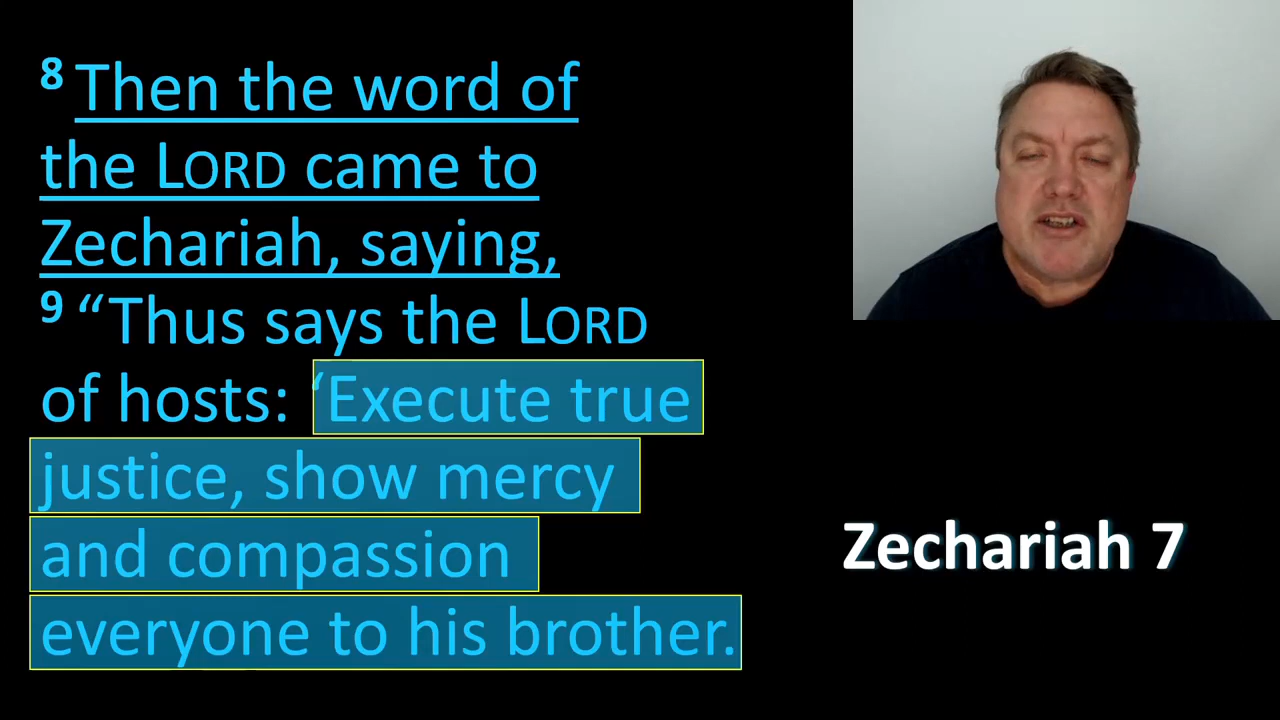 8 Then the word of
the LORD came to
Zechariah, saying,
9 “Thus says the LORD
of hosts: ‘Execute true
justice, show mercy
and compassion
everyone to his brother.
Zechariah 7